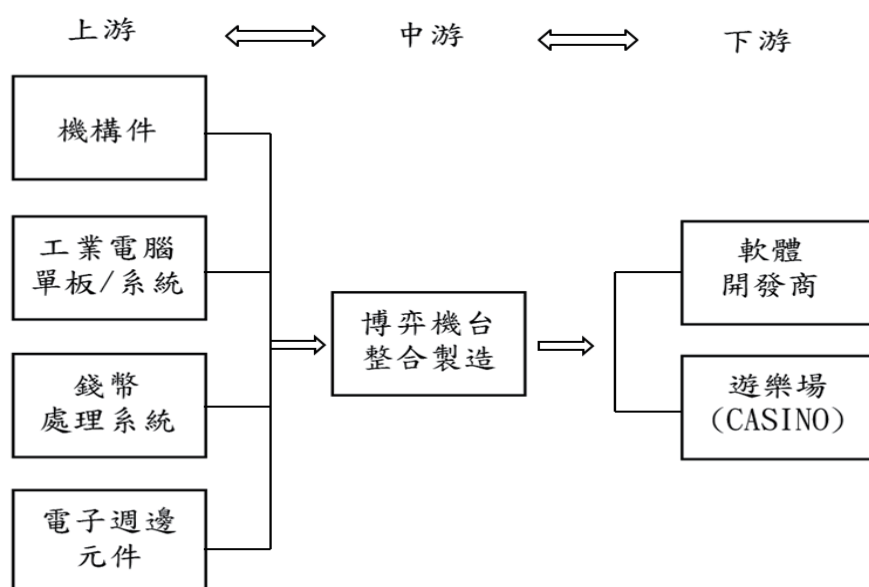 上游
中游
下游
機構件
工業電腦
單板/系統
錢幣
處理系統
電子週邊
元件
博弈機台
整合製造
軟體
開發商
遊樂場
(CASINO)